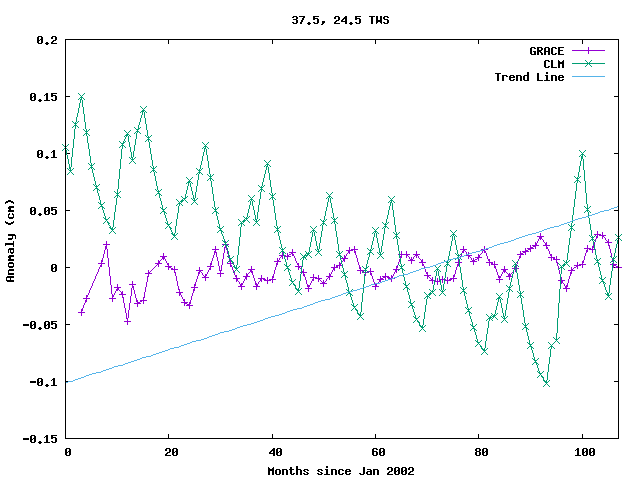 37.5, 24.5 TWS
GRACE
CLM
Trend Line
0.2
0.15
0.1
0.05
0
-0.05
-0.1
-0.15
Anomaly (cm)
0 20 40 60 80 100
Months since Jan 2002